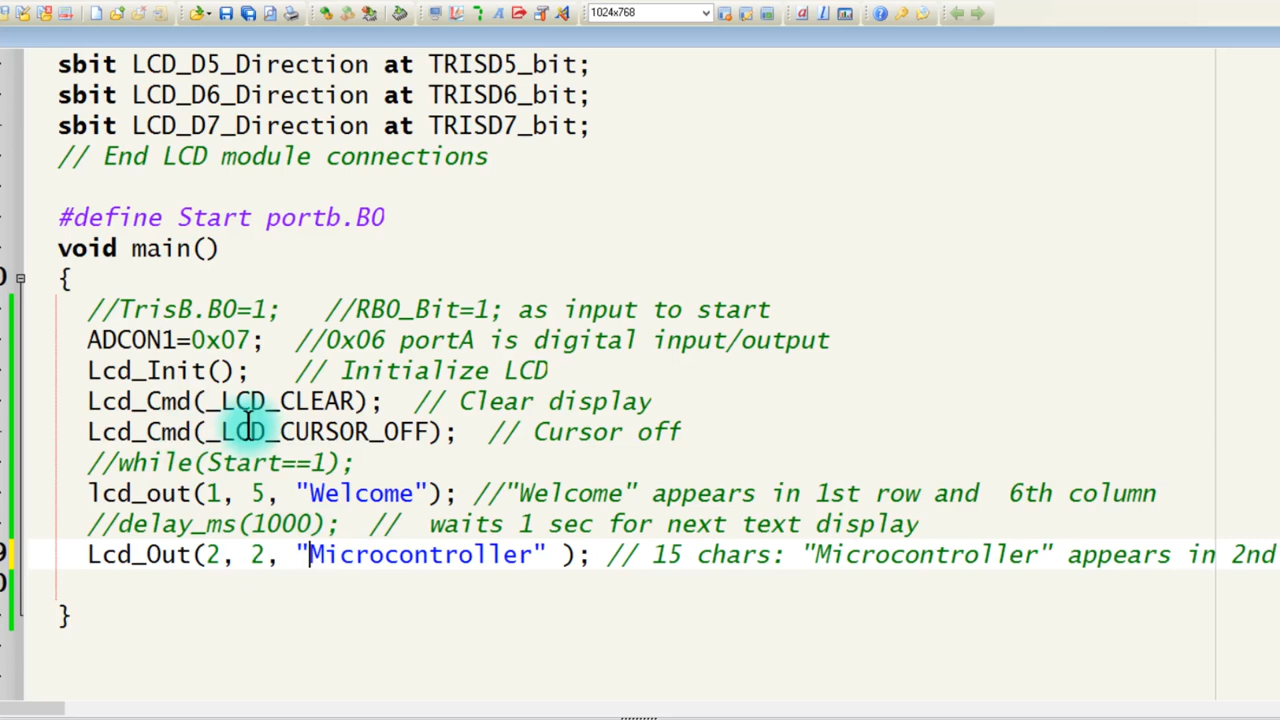 1024x768
sbit LCD_D5_Direction at TRISD5_bit;
sbit LCD_D6_Direction at TRISD6_bit;
sbit LCD_D7_Direction at TRISD7_bit;
// End LCD module connections
#define Start portb.B0
void main()
0
{
//TrisB.B0=1;   //RB0_Bit=1; as input to start
ADCON1=0x07;  //0x06 portA is digital input/output
Lcd_Init();   // Initialize LCD
Lcd_Cmd(_LCD_CLEAR);  // Clear display
Lcd_Cmd(_LCD_CURSOR_OFF);  // Cursor off
//while(Start==1);
lcd_out(1, 5, "Welcome"); //"Welcome" appears in 1st row and  6th column
//delay_ms(1000);  //  waits 1 sec for next text display
9 Lcd_Out(2, 2, "Microcontroller" ); // 15 chars: "Microcontroller" appears in 2nd
0
}